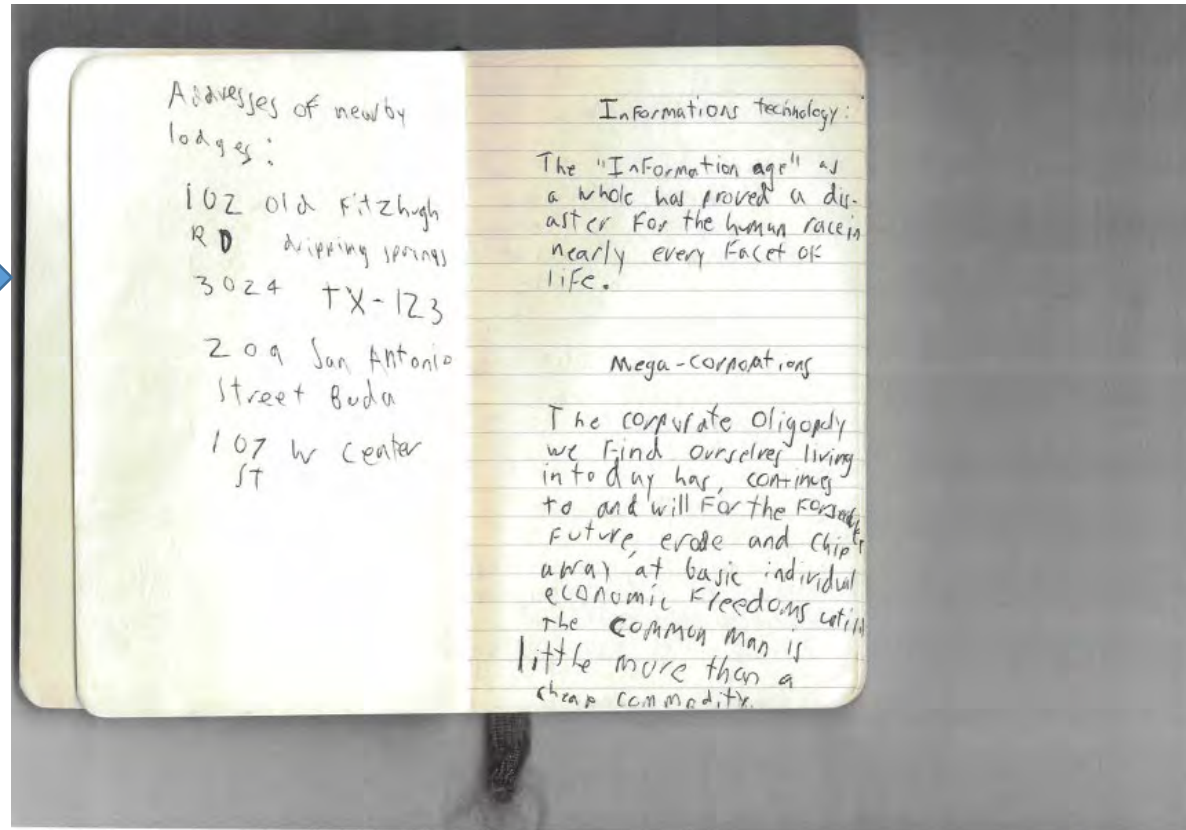 Addresses of newby
lodges:
102 old Fitzhugh
RD dripping springs
3024 TX-123
209 San Antonio
Street Buda
107 W Center
ST
Informations technology:
The "Information age" as
a whole has proved a dis-
aster For the human race in
nearly every Facet of
life.
Mega-Corporations
The corporate Oligopoly
we Find ourselves living
in today has, continues
to and will For the
Future, erode and Chip
away at basic individual
economic Freedoms until
The common man is
little more than a
cheap commodity.